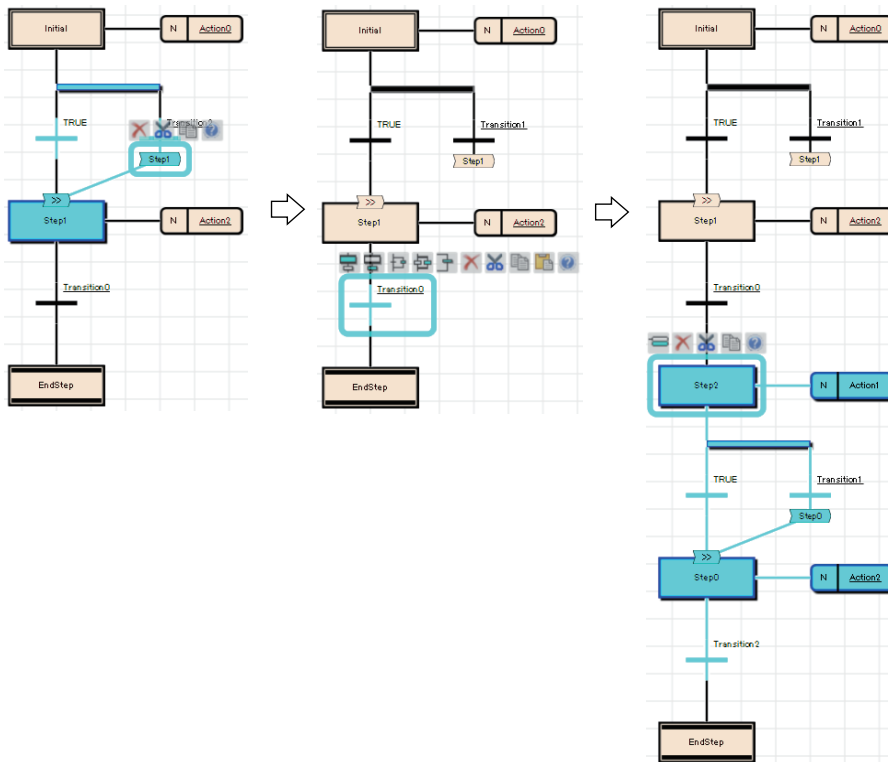 Initial
N Action0
TRUE
Step1
>>
Step1
N Action2
Transition0
EndStep
Initial
N Action0
TRUE
Transition1
Step1
>>
Step1
N Action2
Transition0
EndStep
Initial
N Action0
TRUE
Transition1
Step1
>>
Step1
N Action2
Transition0
Step2
N Action1
TRUE
Transition1
Step0
>>
Step0
N Action2
Transition2
EndStep